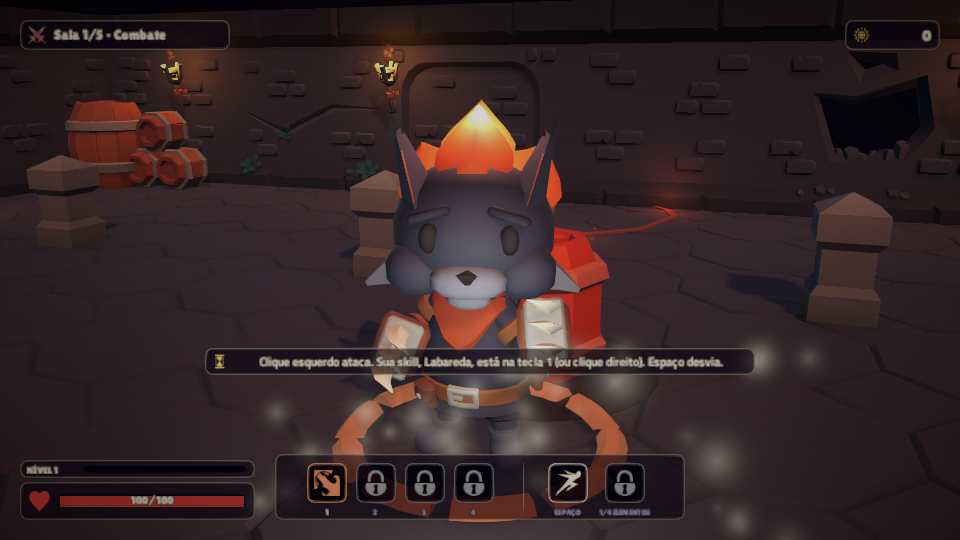 Sala 1/5 - Combate
0
Clique esquerdo ataca. Sua skill, Labareda, está na tecla 1 (ou clique direito). Espaço desvia.
NÍVEL 1
100/100
1
2
3
4
ESPAÇO
1/4 ELEMENTOS